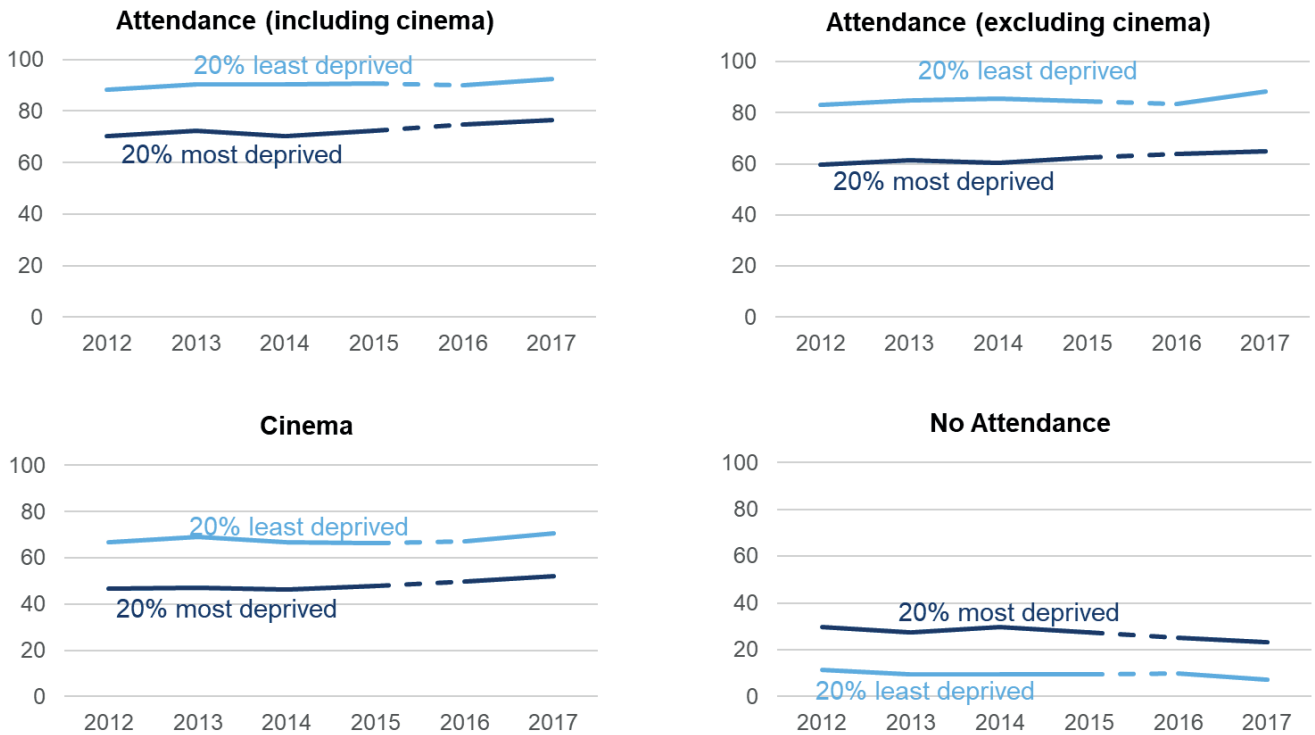 Attendance (including cinema)
100
80
60
40
20
0
20% least deprived
20% most deprived
2012 2013 2014 2015 2016 2017
Attendance (excluding cinema)
100
80
60
40
20
0
20% least deprived
20% most deprived
2012 2013 2014 2015 2016 2017
Cinema
100
80
60
40
20
0
20% least deprived
20% most deprived
2012 2013 2014 2015 2016 2017
No Attendance
100
80
60
40
20
0
20% most deprived
20% least deprived
2012 2013 2014 2015 2016 2017